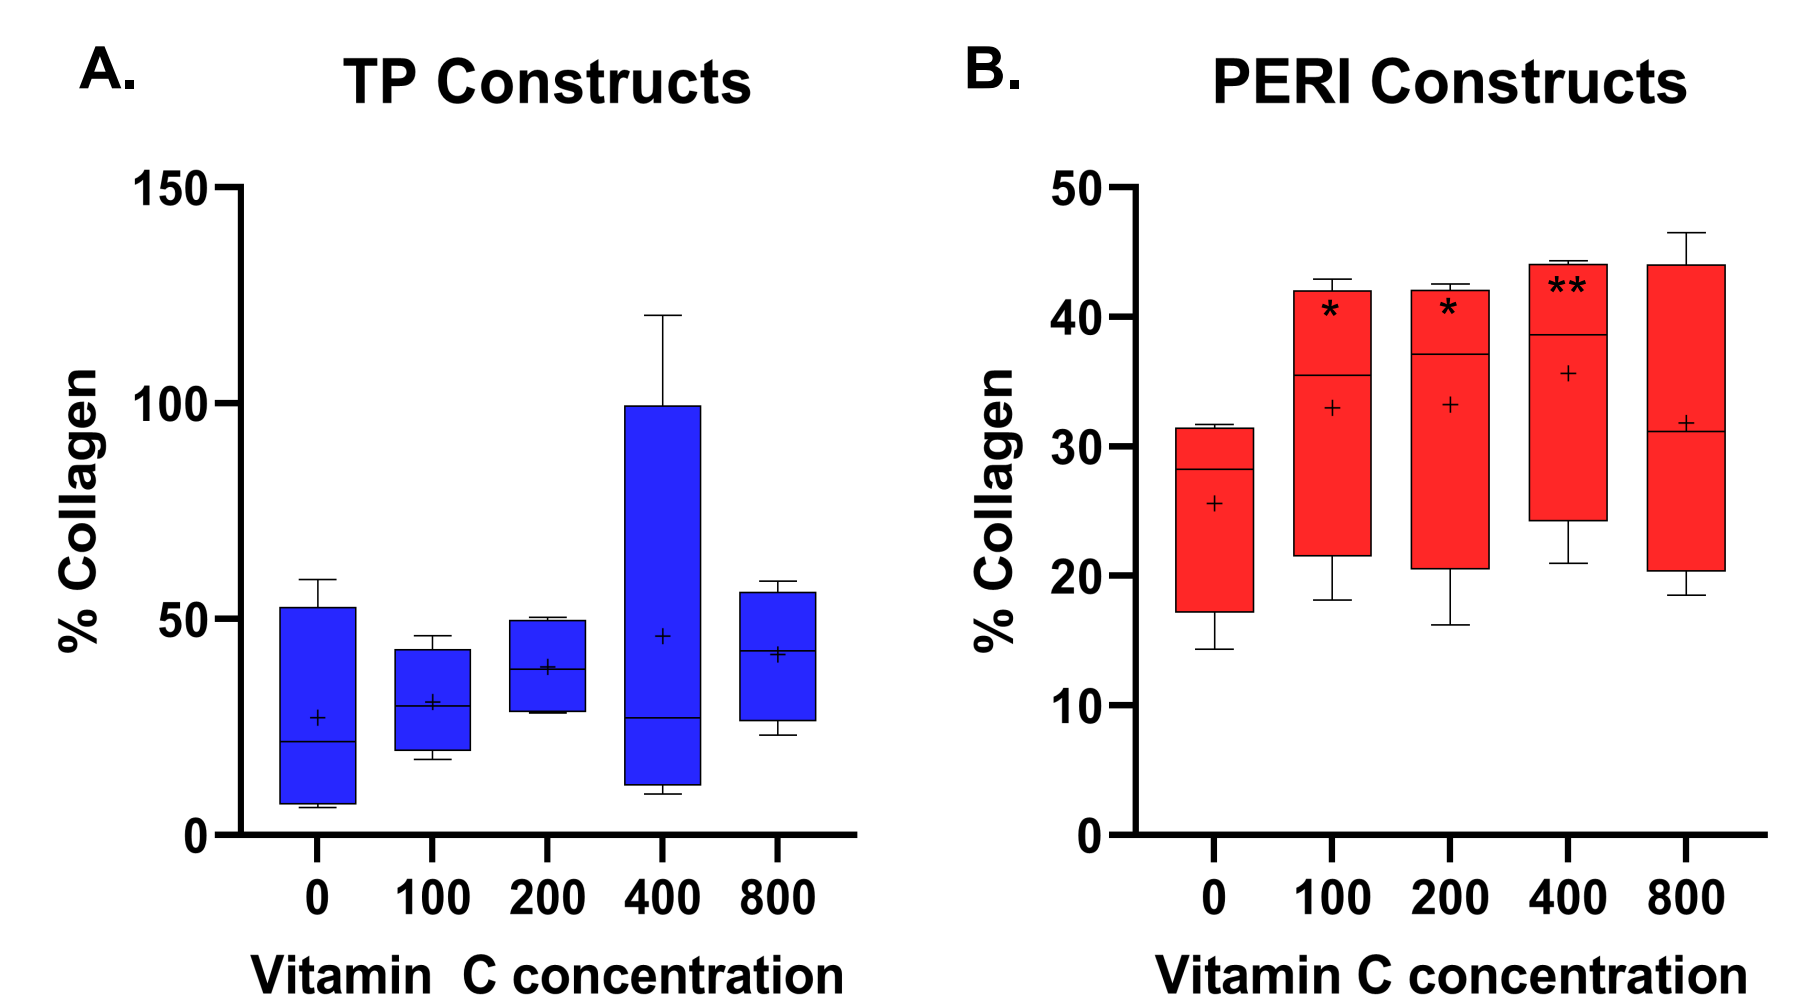 A.
TP Constructs
150
100
50
0
% Collagen
0 100 200 400 800
Vitamin C concentration
B.
PERI Constructs
50
40
30
20
10
0
% Collagen
* * **
0 100 200 400 800
Vitamin C concentration